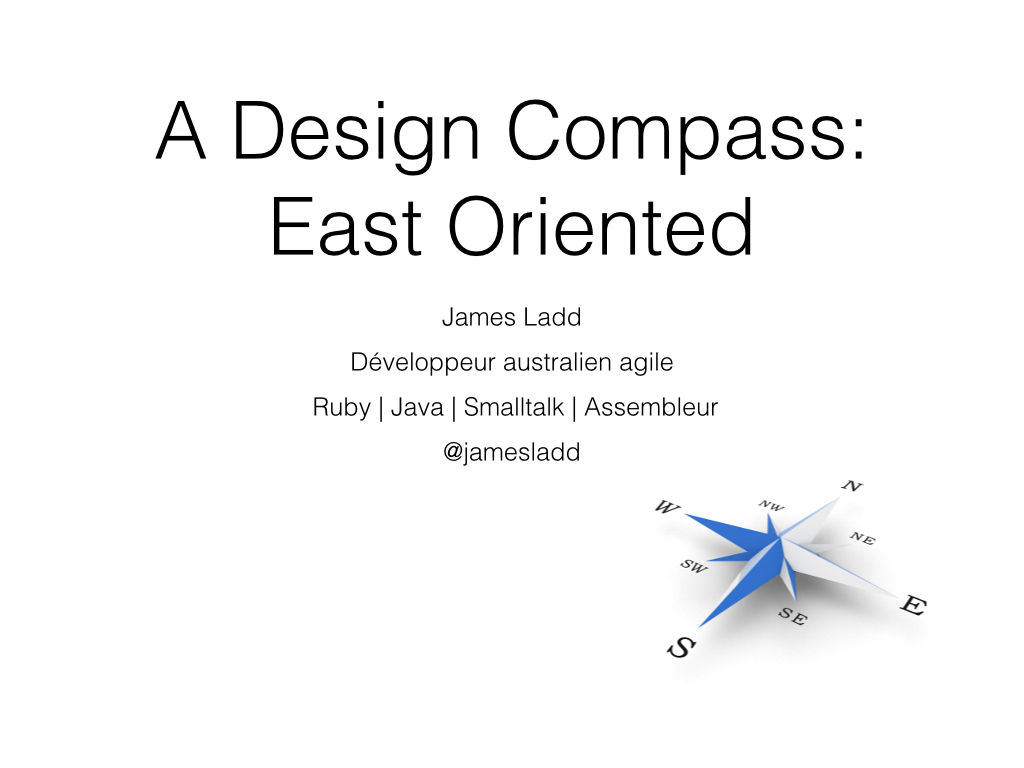 A Design Compass:
East Oriented
James Ladd
Développeur australien agile
Ruby | Java | Smalltalk | Assembleur
@jamesladd
N
W
NW
NE
SW
E
SE
S